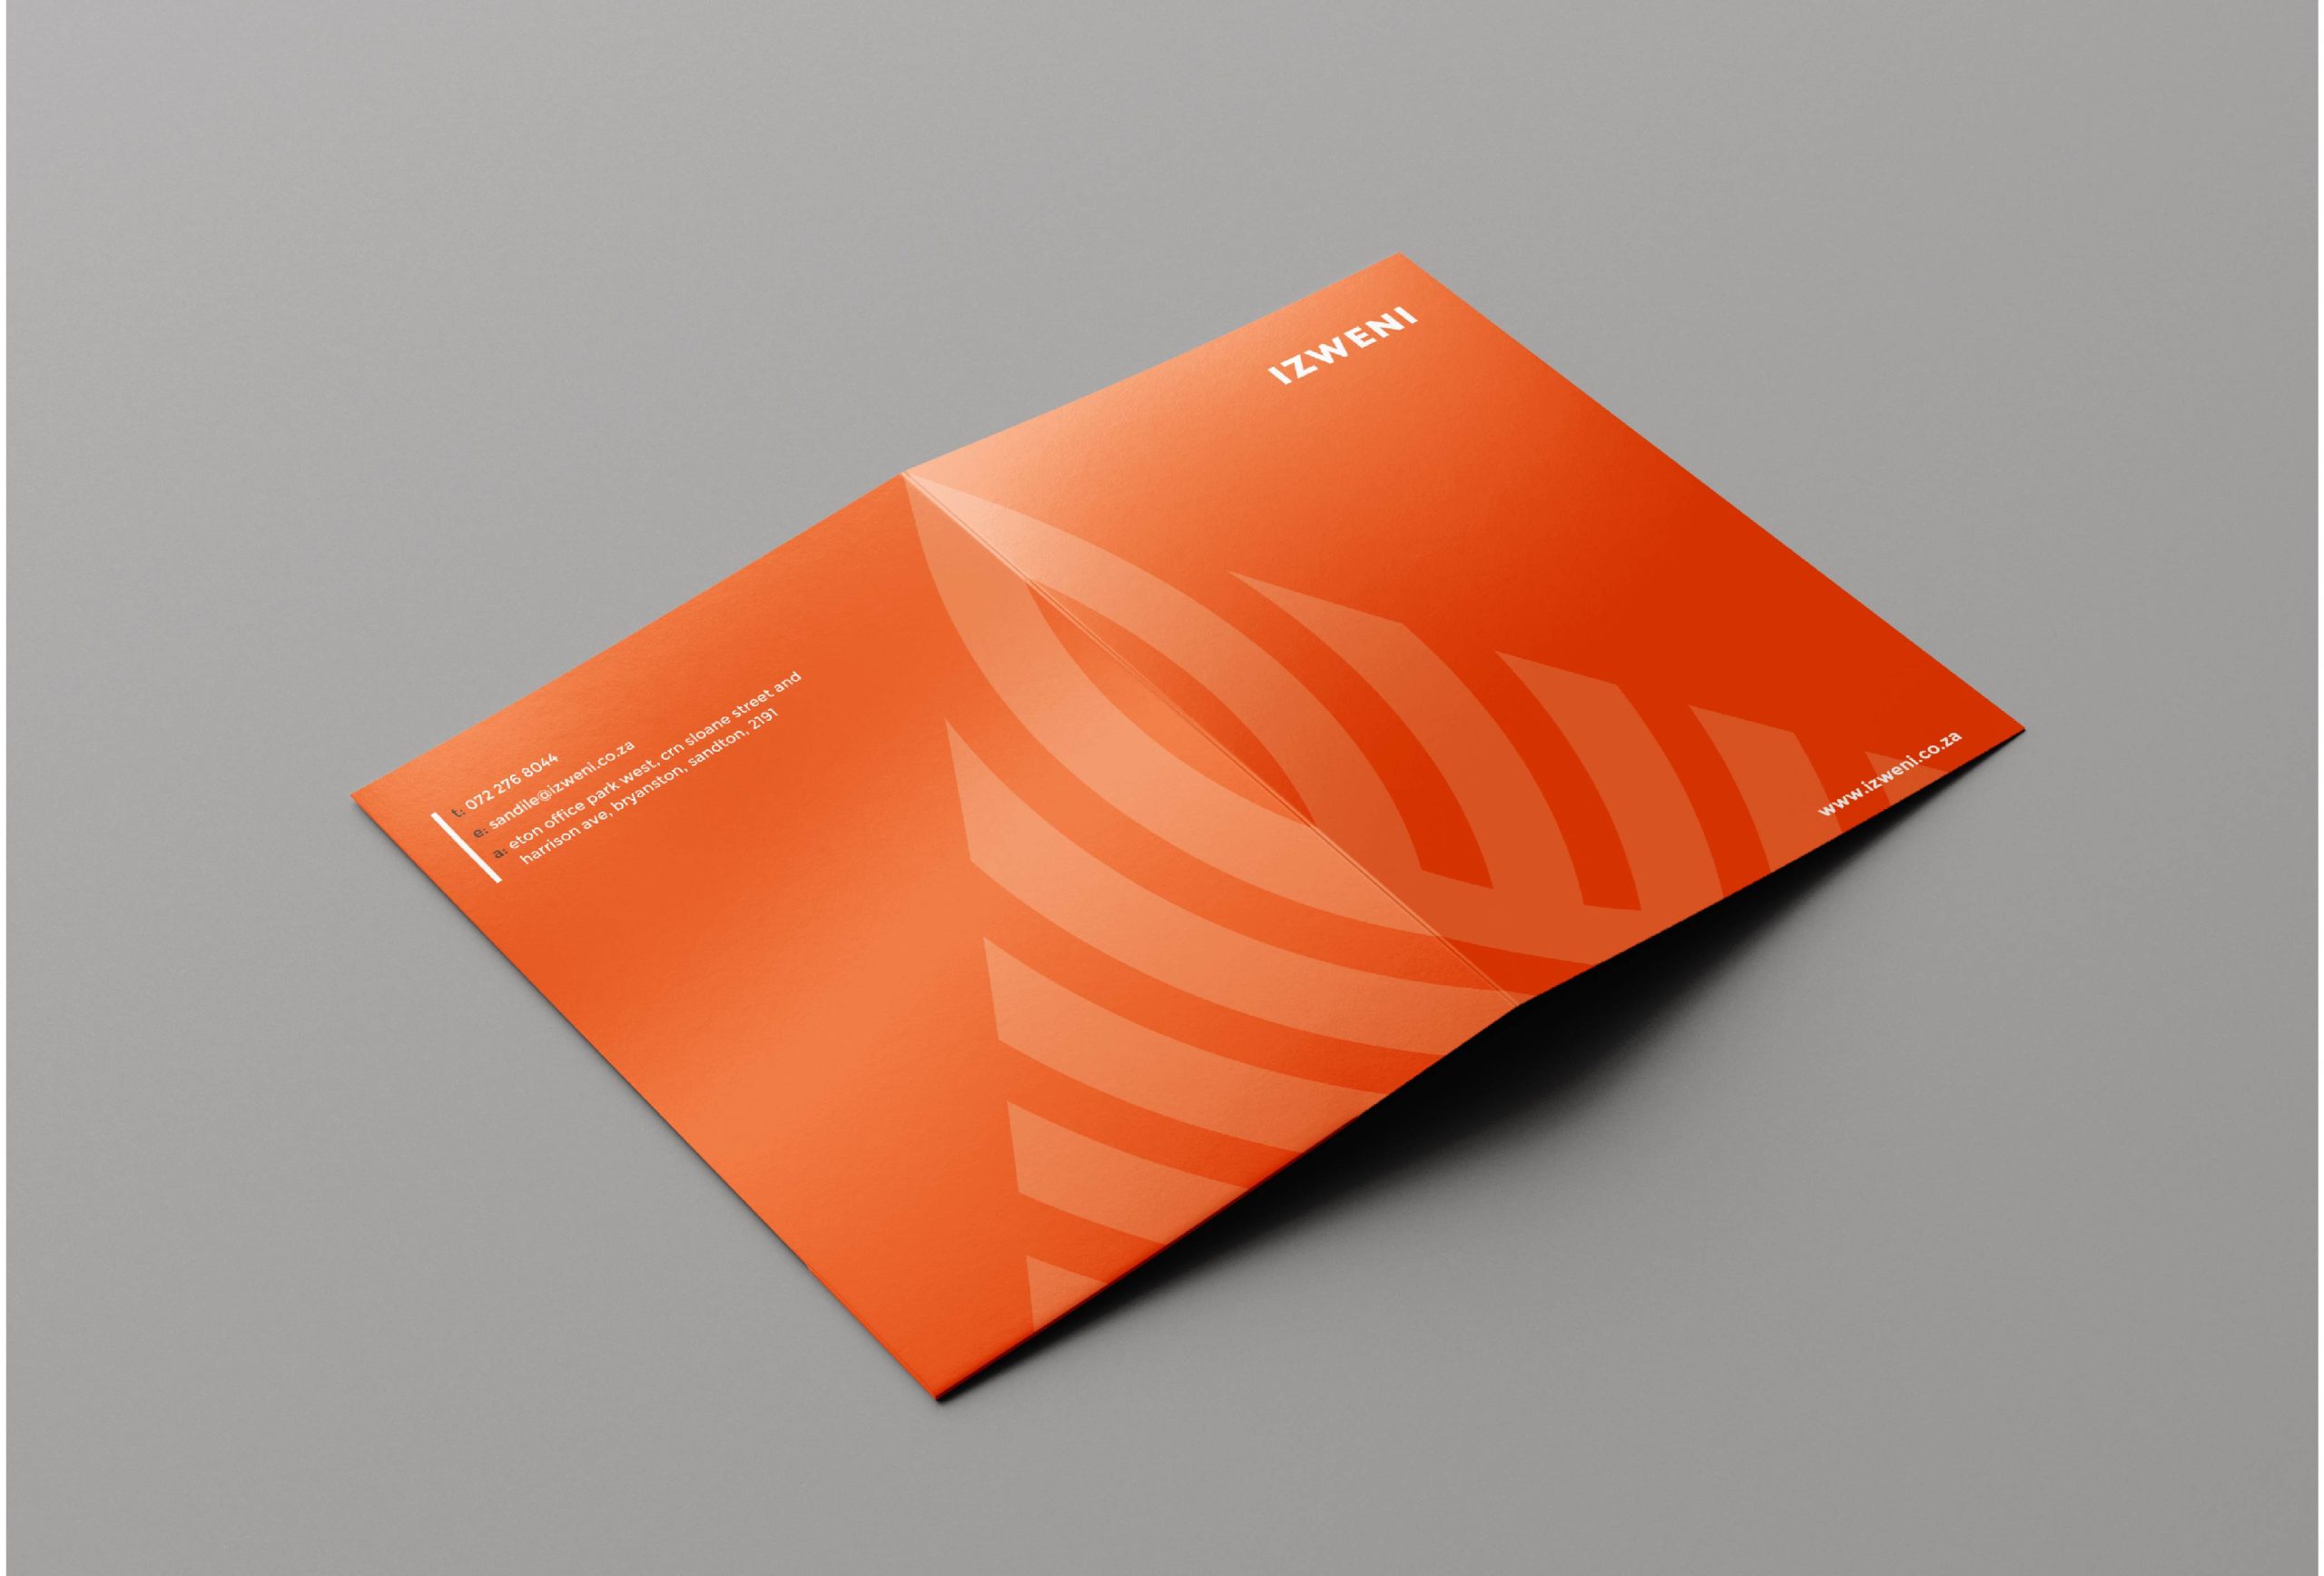 IZWENI
t: 072 276 8044
e: sandile@izweni.co.za
a: eton office park west, crn sloane street and
harrison ave, bryanston, sandton, 2191
www.izweni.co.za